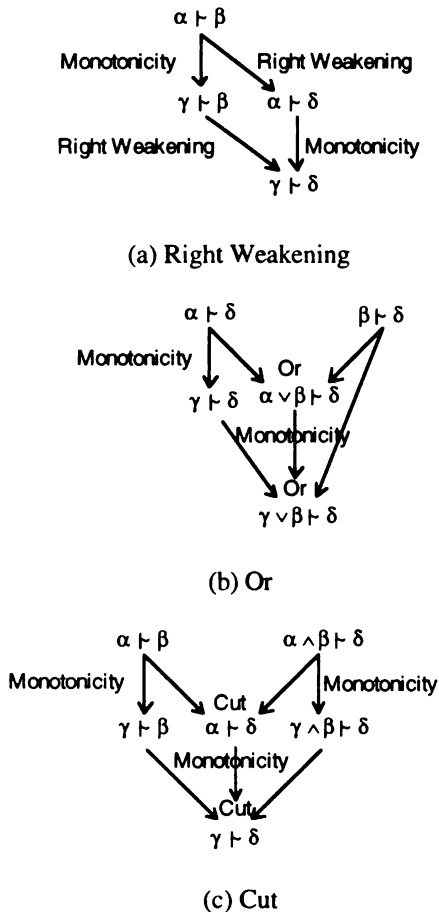 α ⊢ β
Monotonicity Right Weakening
γ ⊢ β α ⊢ δ
Right Weakening Monotonicity
γ ⊢ δ
(a) Right Weakening
α ⊢ δ β ⊢ δ
Monotonicity Or
γ ⊢ δ α ∨ β ⊢ δ
Monotonicity
Or
γ ∨ β ⊢ δ
(b) Or
α ⊢ β α ∧ β ⊢ δ
Monotonicity Cut Monotonicity
γ ⊢ β α ⊢ δ γ ∧ β ⊢ δ
Monotonicity
Cut
γ ⊢ δ
(c) Cut